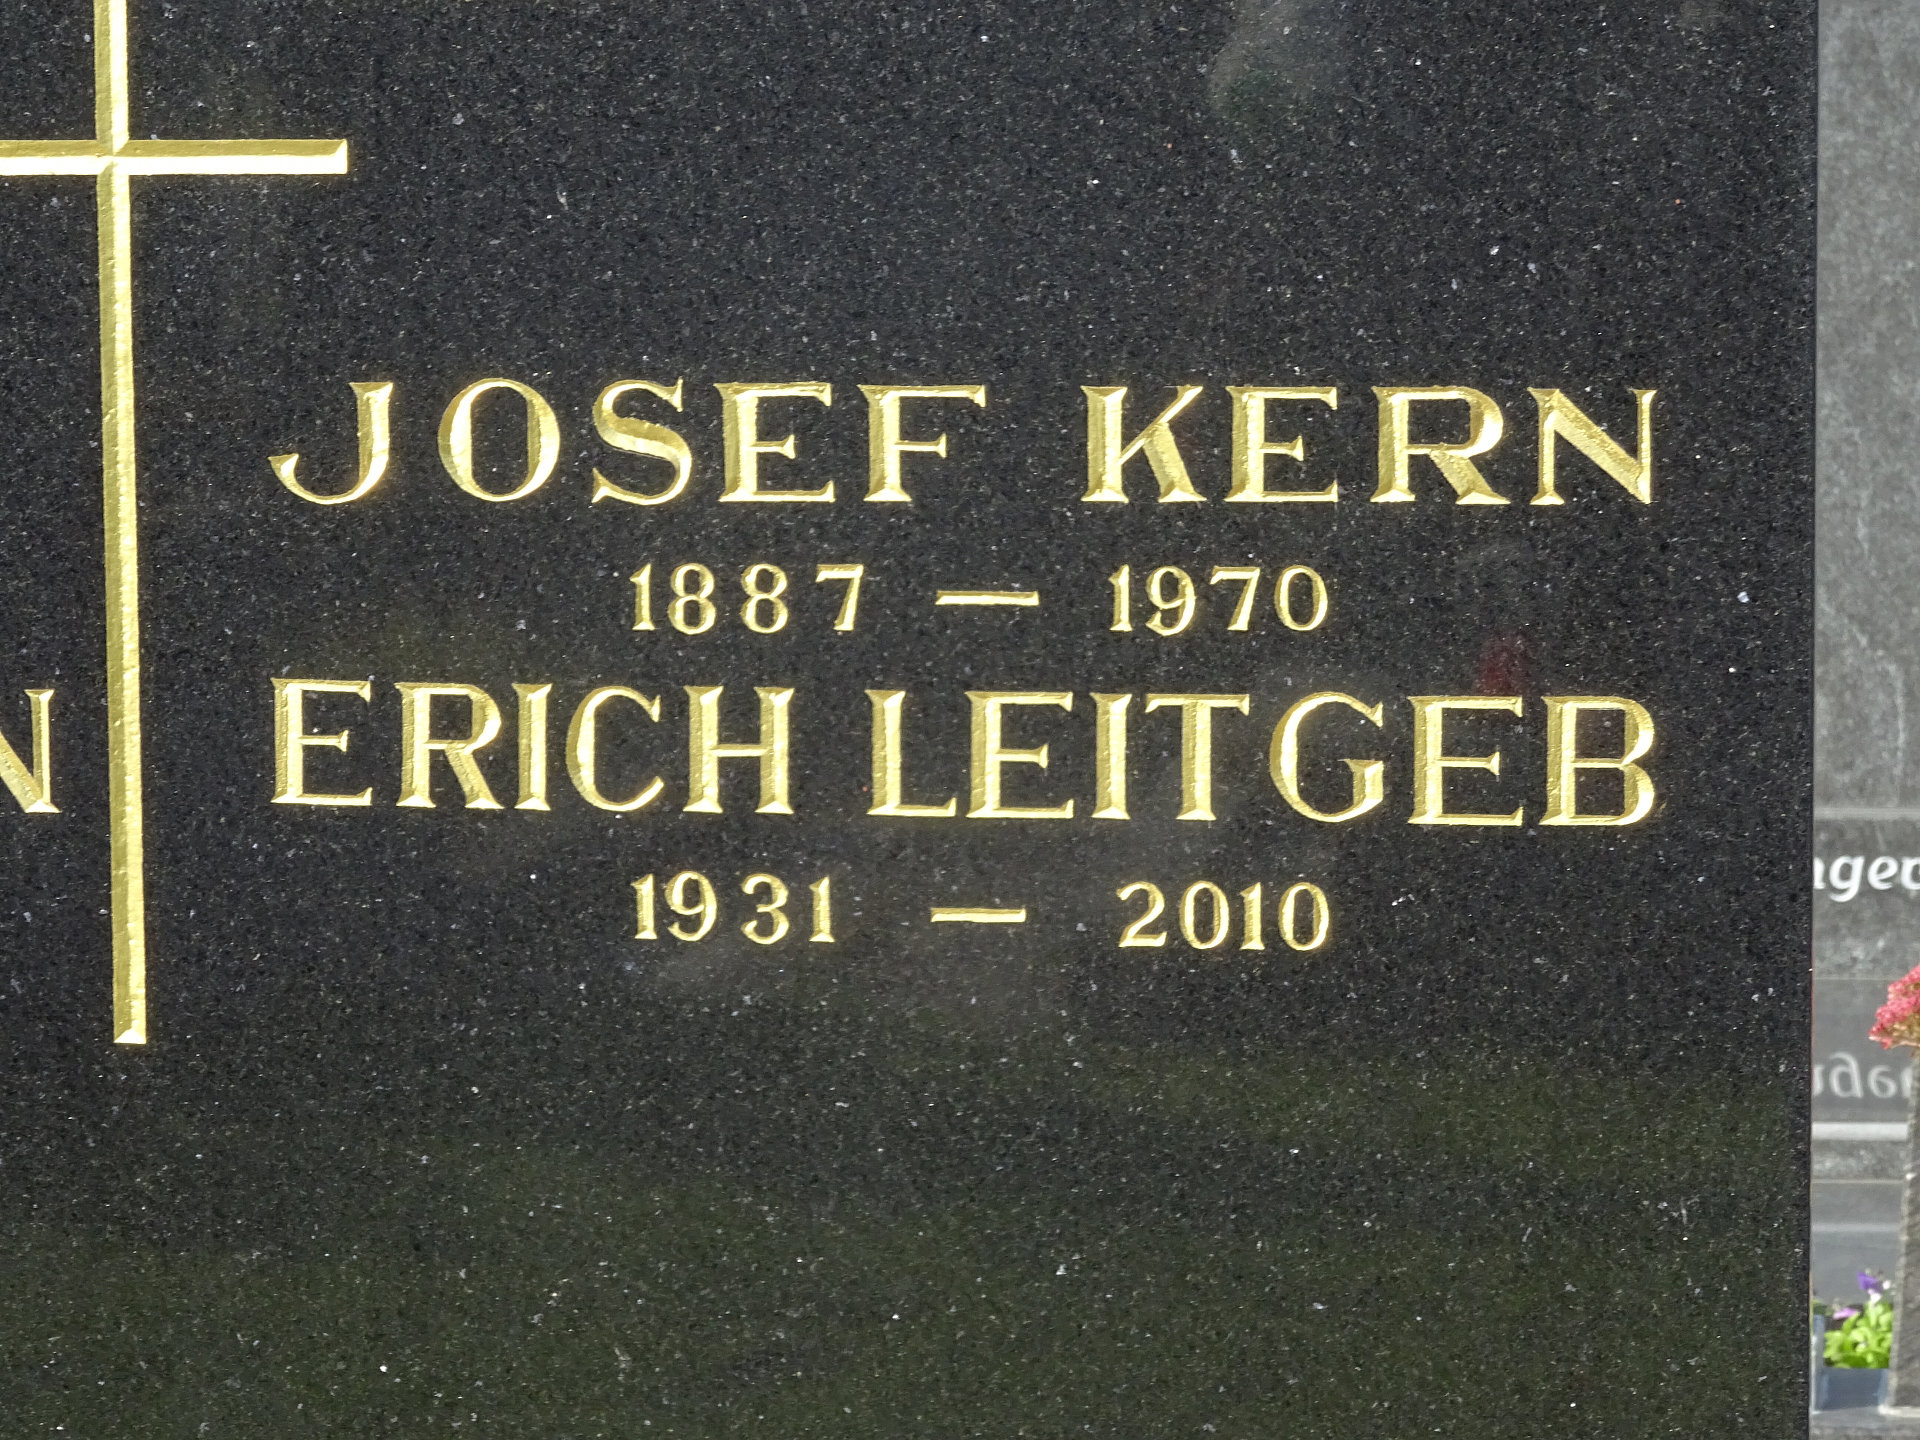 JOSEF KERN
1887 — 1970
ERICH LEITGEB
1931 — 2010